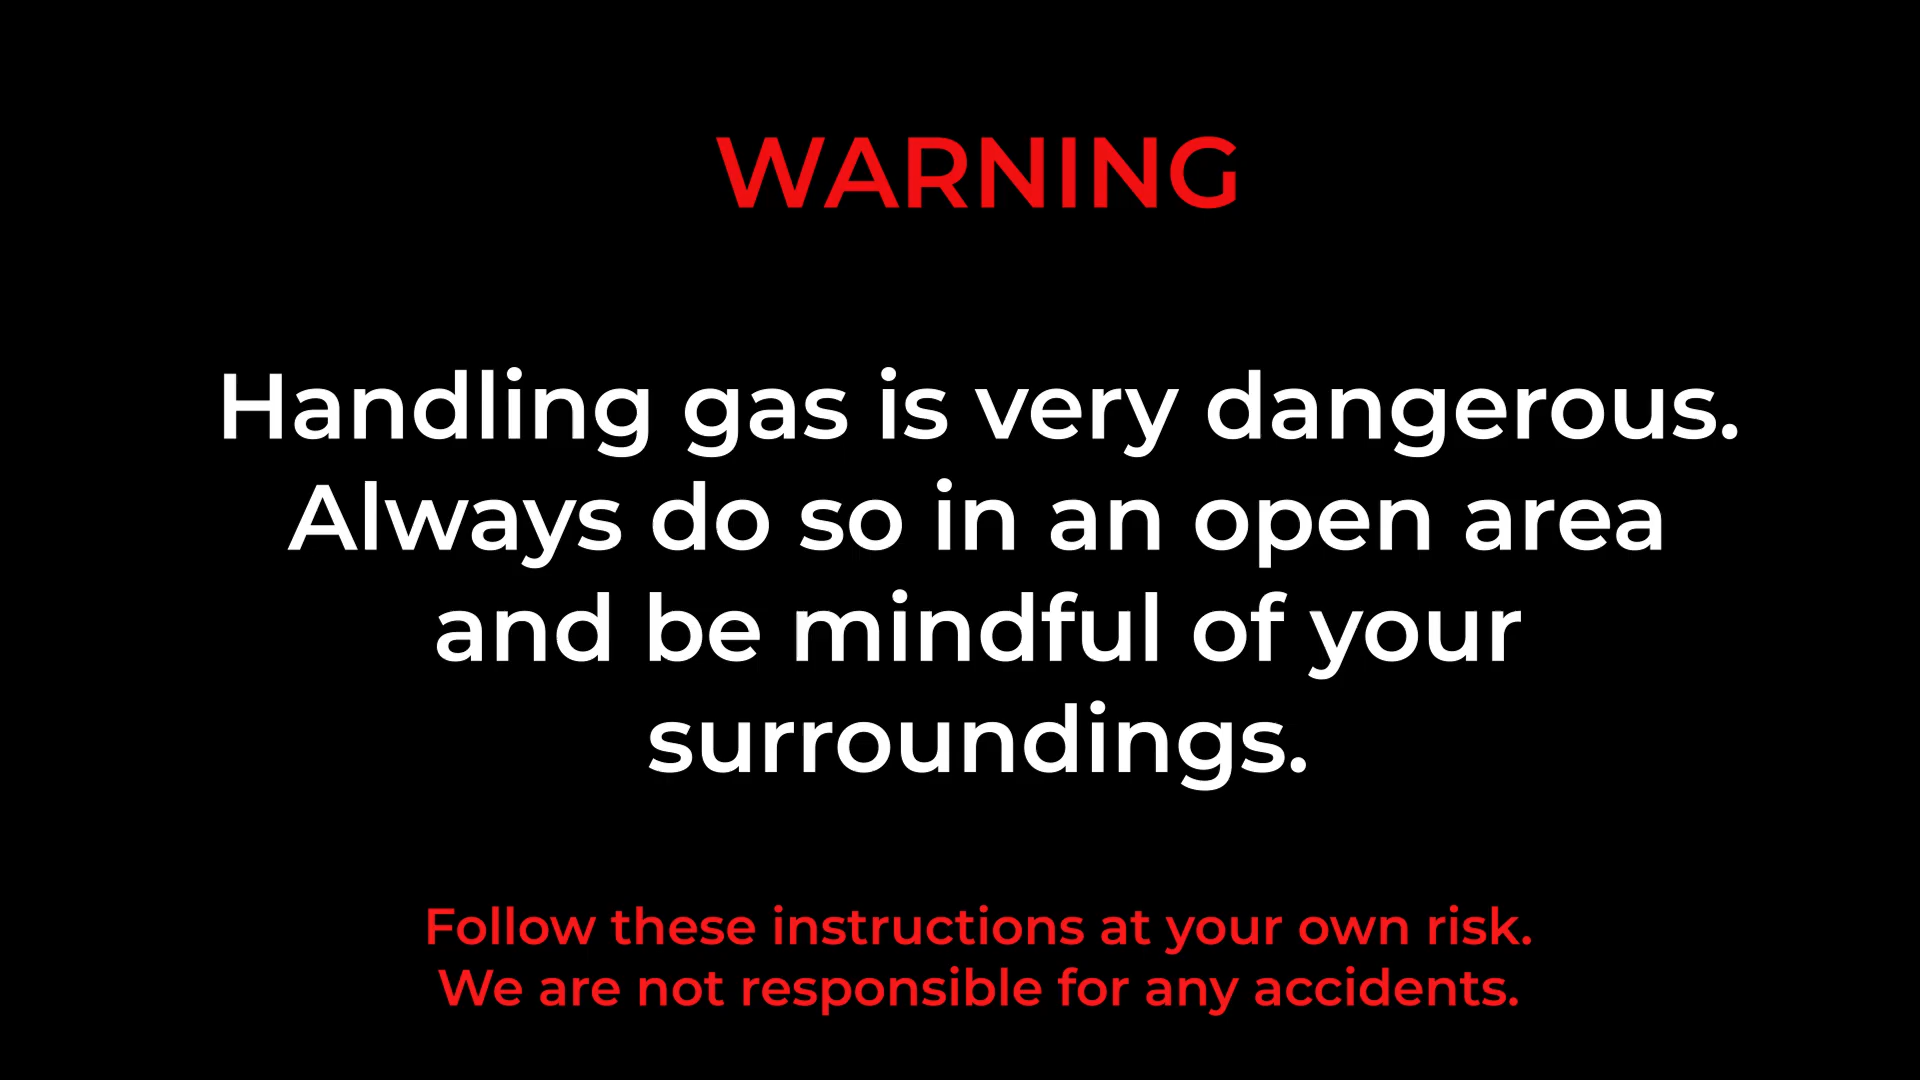 WARNING
Handling gas is very dangerous.
Always do so in an open area
and be mindful of your
surroundings.
Follow these instructions at your own risk.
We are not responsible for any accidents.